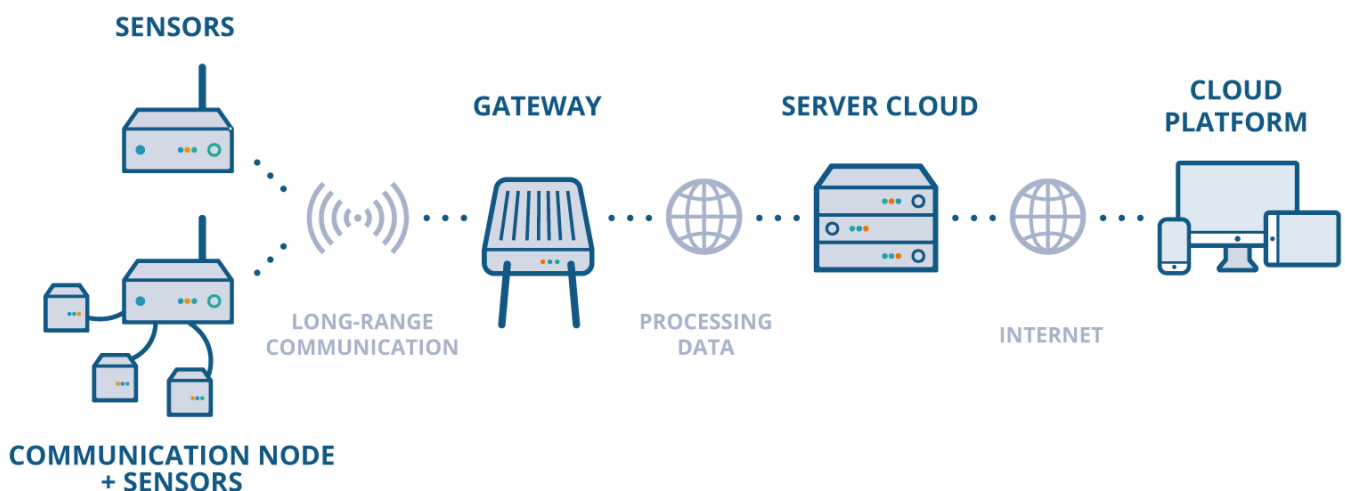 SENSORS
GATEWAY
SERVER CLOUD
CLOUD
PLATFORM
LONG-RANGE
COMMUNICATION
PROCESSING
DATA
INTERNET
COMMUNICATION NODE
+ SENSORS